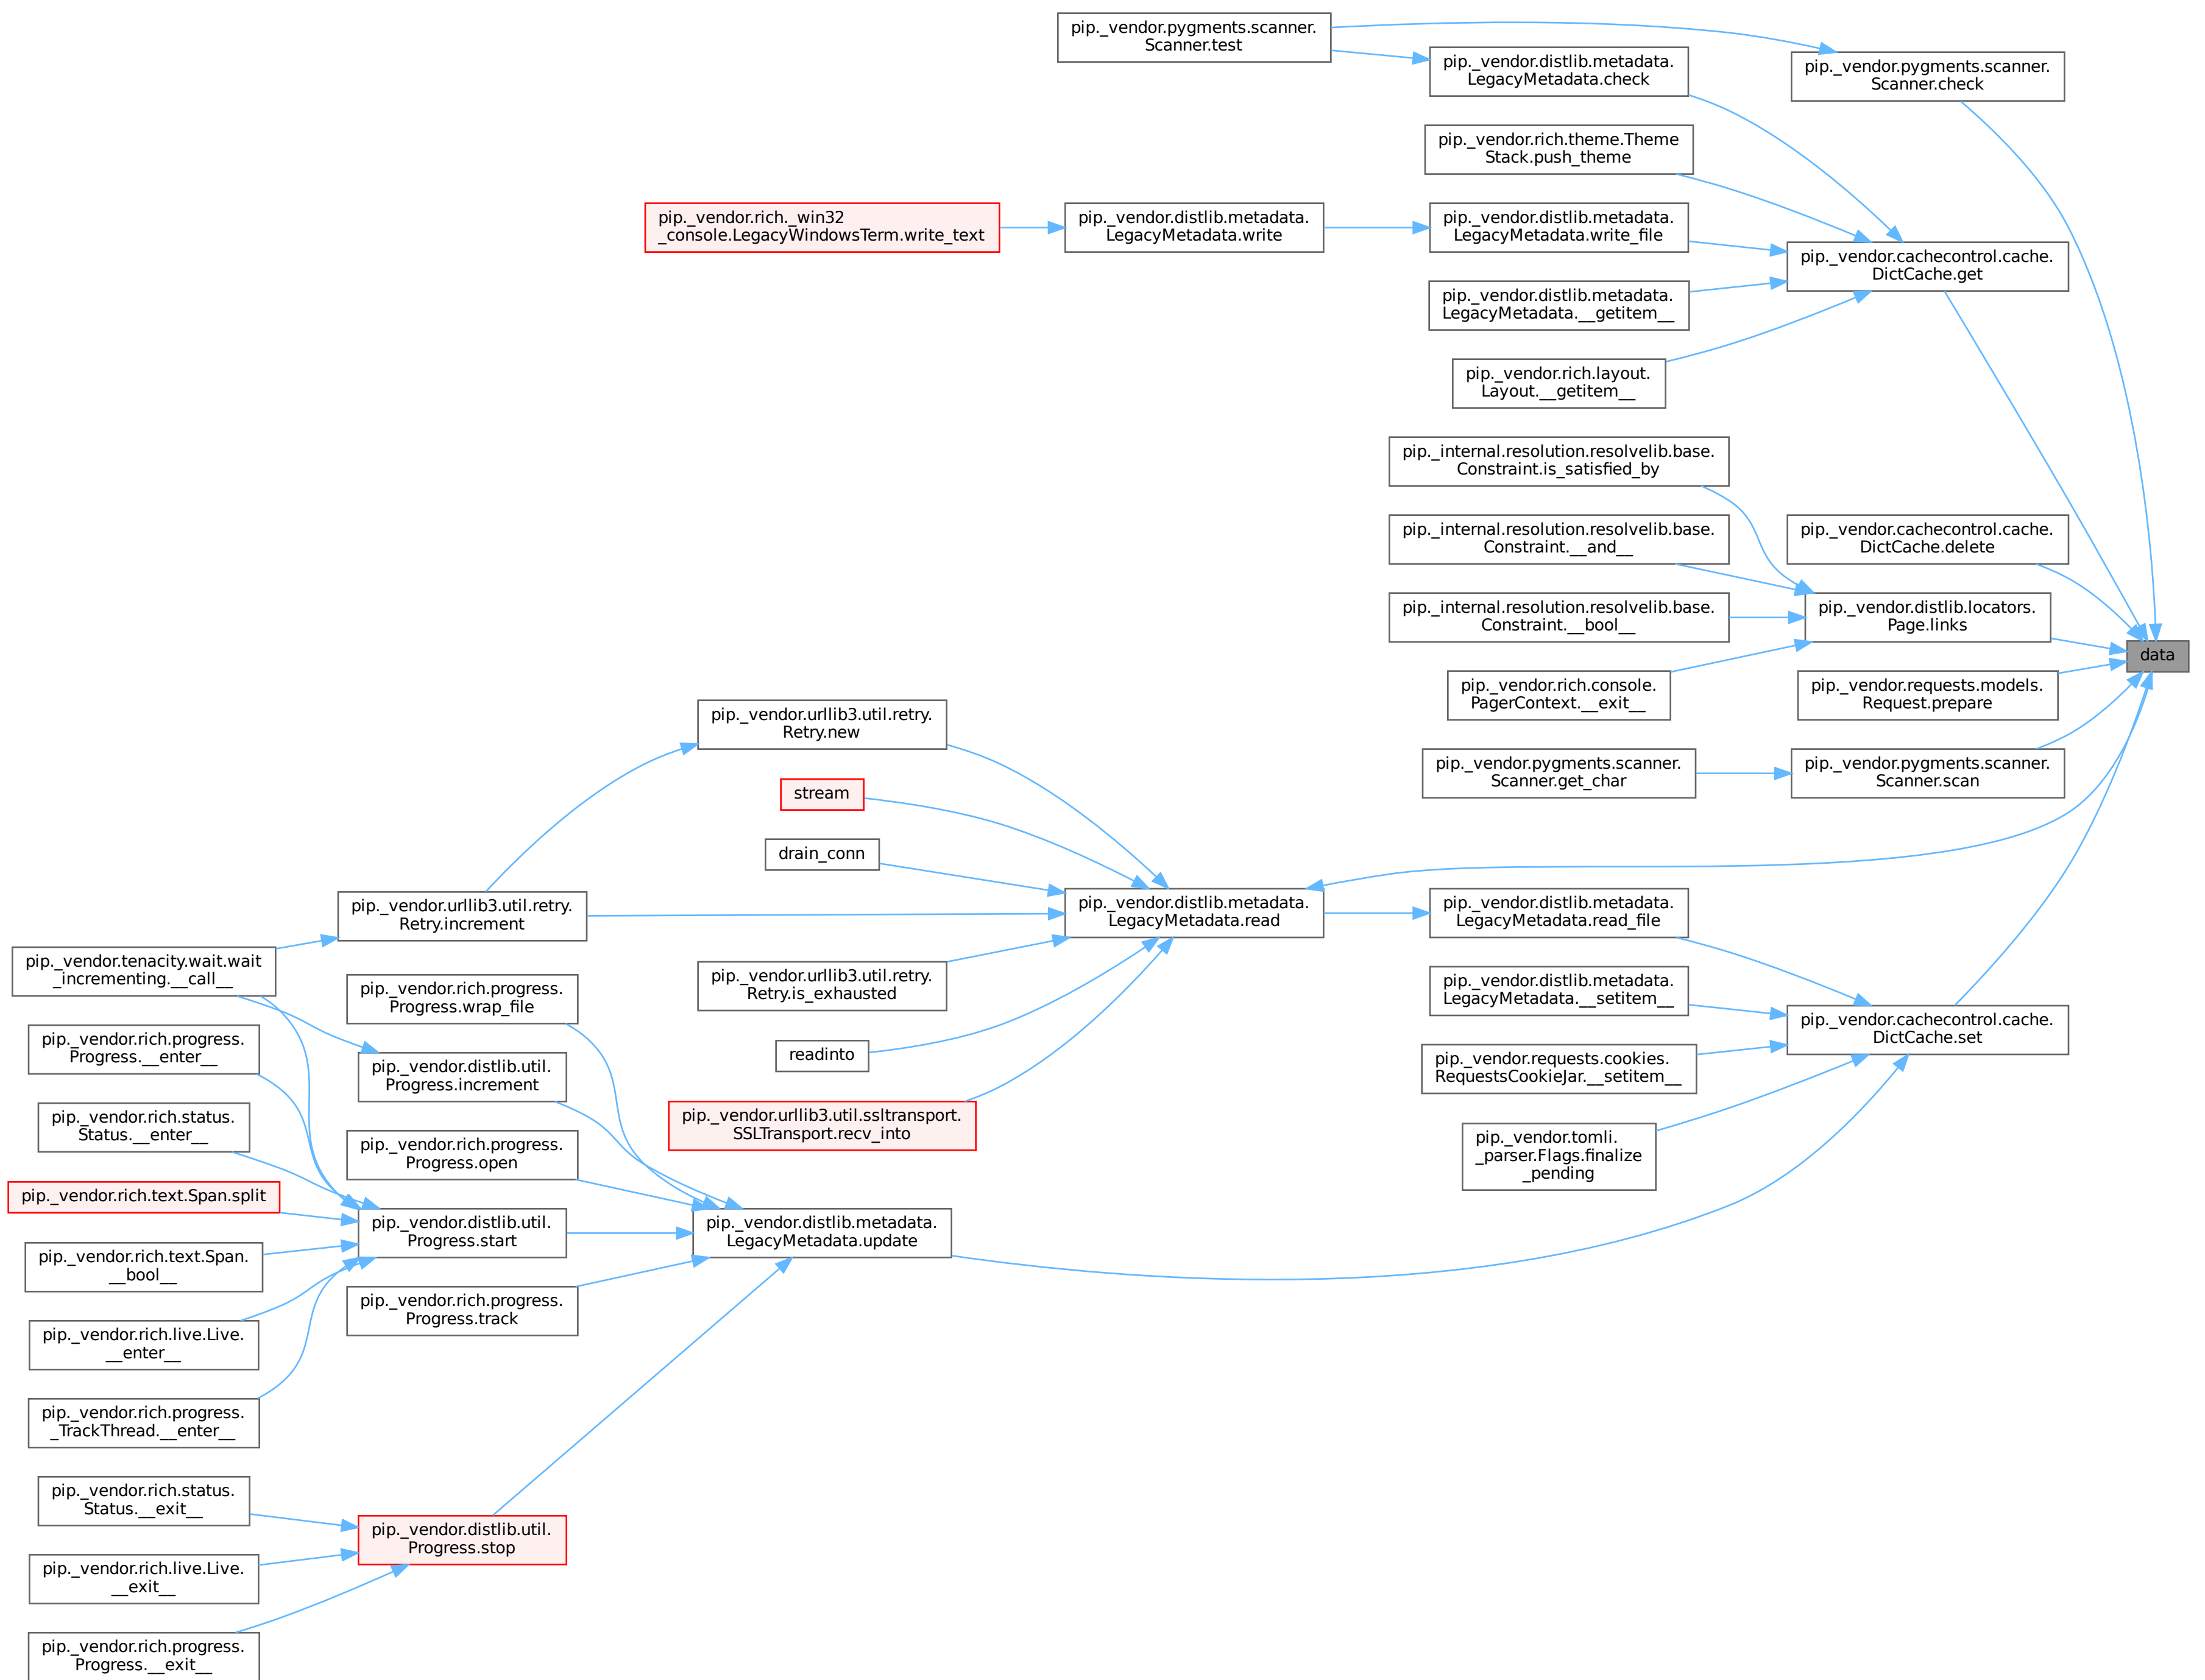 pip._vendor.pygments.scanner.
Scanner.test
pip._vendor.distlib.metadata.
LegacyMetadata.check
pip._vendor.pygments.scanner.
Scanner.check
pip._vendor.rich.theme.Theme
Stack.push_theme
pip._vendor.rich._win32
_console.LegacyWindowsTerm.write_text
pip._vendor.distlib.metadata.
LegacyMetadata.write
pip._vendor.distlib.metadata.
LegacyMetadata.write_file
pip._vendor.cachecontrol.cache.
DictCache.get
pip._vendor.distlib.metadata.
LegacyMetadata.__getitem__
pip._vendor.rich.layout.
Layout.__getitem__
pip._internal.resolution.resolvelib.base.
Constraint.is_satisfied_by
pip._internal.resolution.resolvelib.base.
Constraint.__and__
pip._vendor.cachecontrol.cache.
DictCache.delete
pip._internal.resolution.resolvelib.base.
Constraint.__bool__
pip._vendor.distlib.locators.
Page.links
data
pip._vendor.rich.console.
PagerContext.__exit__
pip._vendor.requests.models.
Request.prepare
pip._vendor.urllib3.util.retry.
Retry.new
pip._vendor.pygments.scanner.
Scanner.get_char
pip._vendor.pygments.scanner.
Scanner.scan
stream
drain_conn
pip._vendor.urllib3.util.retry.
Retry.increment
pip._vendor.distlib.metadata.
LegacyMetadata.read
pip._vendor.distlib.metadata.
LegacyMetadata.read_file
pip._vendor.tenacity.wait.wait
_incrementing.__call__
pip._vendor.urllib3.util.retry.
Retry.is_exhausted
pip._vendor.distlib.metadata.
LegacyMetadata.__setitem__
pip._vendor.rich.progress.
Progress.wrap_file
pip._vendor.cachecontrol.cache.
DictCache.set
pip._vendor.rich.progress.
Progress.__enter__
readinto
pip._vendor.requests.cookies.
RequestsCookieJar.__setitem__
pip._vendor.distlib.util.
Progress.increment
pip._vendor.rich.status.
Status.__enter__
pip._vendor.urllib3.util.ssltransport.
SSLTransport.recv_into
pip._vendor.rich.progress.
Progress.open
pip._vendor.tomli.
_parser.Flags.finalize
_pending
pip._vendor.rich.text.Span.split
pip._vendor.distlib.util.
Progress.start
pip._vendor.distlib.metadata.
LegacyMetadata.update
pip._vendor.rich.text.Span.
__bool__
pip._vendor.rich.progress.
Progress.track
pip._vendor.rich.live.Live.
__enter__
pip._vendor.rich.progress.
_TrackThread.__enter__
pip._vendor.rich.status.
Status.__exit__
pip._vendor.distlib.util.
Progress.stop
pip._vendor.rich.live.Live.
__exit__
pip._vendor.rich.progress.
Progress.__exit__